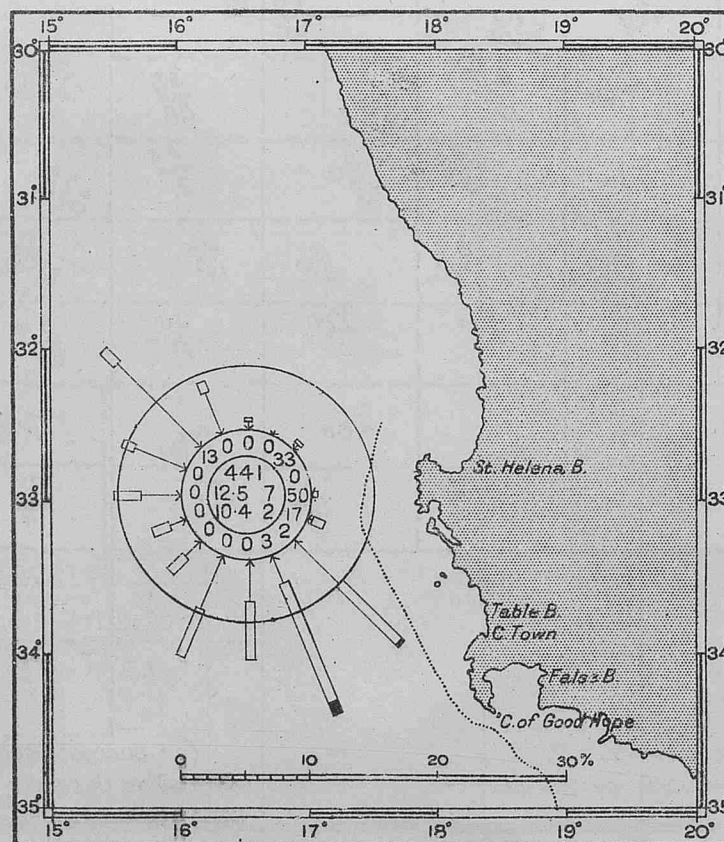 15° 16° 17° 18° 19° 20°
30° 30°
31° 31°
32° 32°
0 0 0
13 33
0 441 0
0 12·5 7 50
0 10·4 2 17
0 2
0 0 0 3
33° 33°
St. Helena B.
Table B.
C. Town
34° 34°
False B.
C. of Good Hope
0 10 20 30%
35° 35°
15° 16° 17° 18° 19° 20°